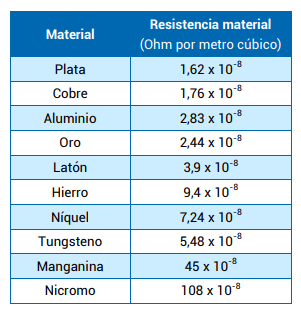 Material Resistencia material
(Ohm por metro cúbico)
Plata 1,62 x 10⁻⁸
Cobre 1,76 x 10⁻⁸
Aluminio 2,83 x 10⁻⁸
Oro 2,44 x 10⁻⁸
Latón 3,9 x 10⁻⁸
Hierro 9,4 x 10⁻⁸
Níquel 7,24 x 10⁻⁸
Tungsteno 5,48 x 10⁻⁸
Manganina 45 x 10⁻⁸
Nicromo 108 x 10⁻⁸